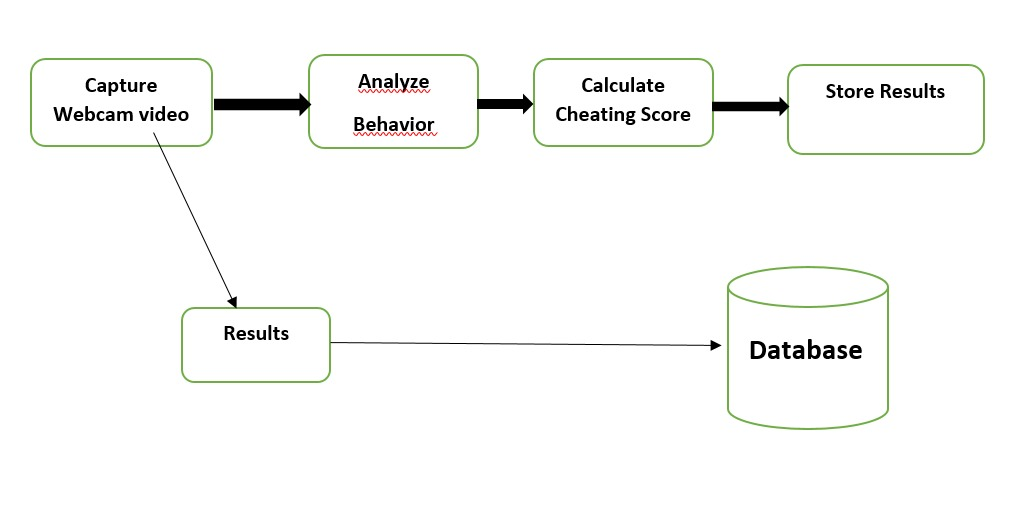 Capture
Webcam video
Analyze
Behavior
Calculate
Cheating Score
Store Results
Results
Database